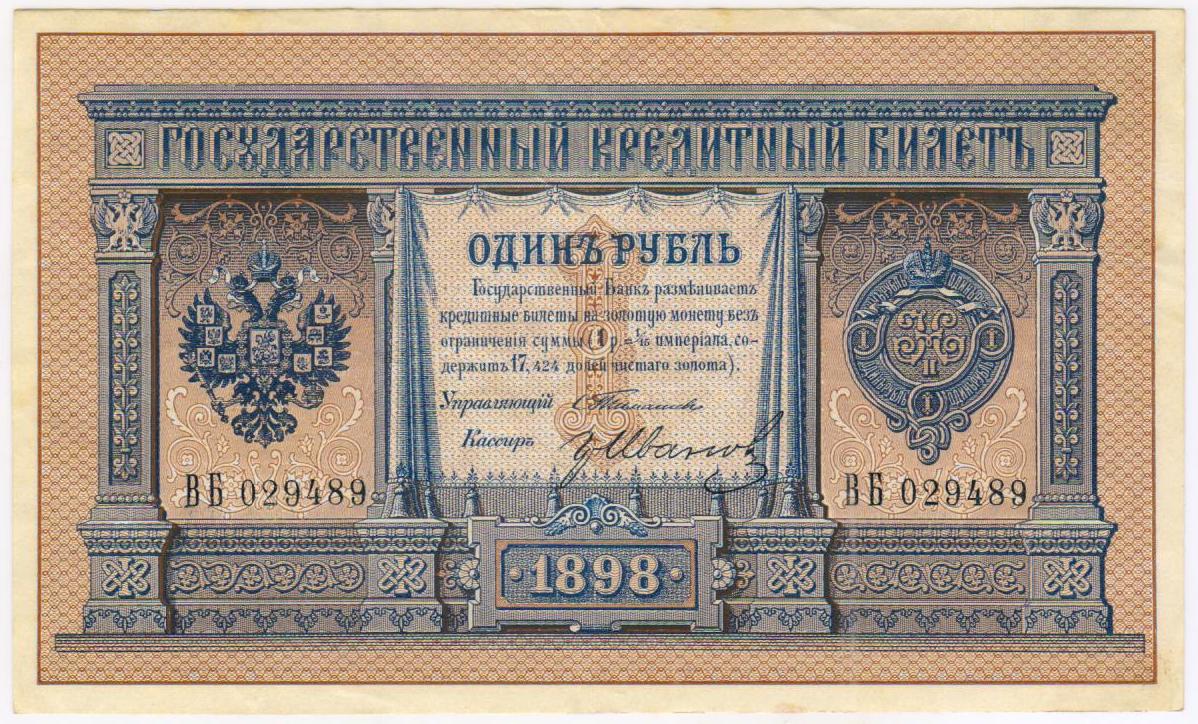 ГОСУДАРСТВЕННЫЙ КРЕДИТНЫЙ БИЛЕТЪ
ОДИНЪ РУБЛЬ
Государственный Банкъ размѣниваетъ
кредитные билеты на золотую монету безъ
ограниченія суммы (1 р. = 1/15 имперіала, со-
держитъ 17,424 долей чистаго золота).
Управляющій
Кассиръ Иванов
ВБ 029489
ВБ 029489
1898